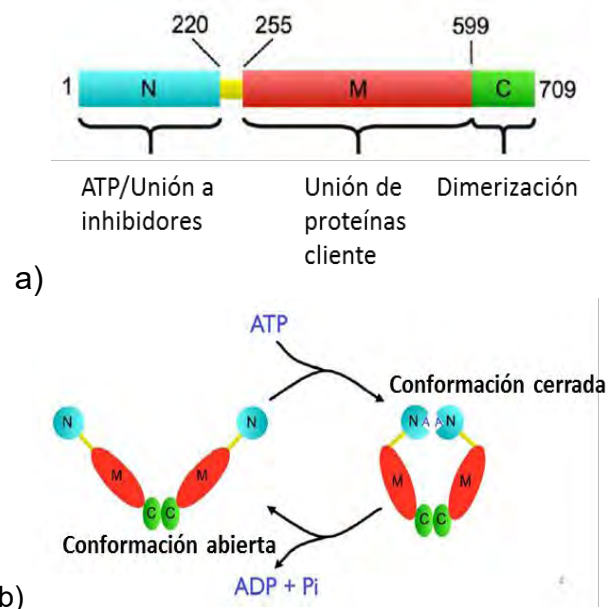 220 255 599
1 N M C 709
ATP/Unión a
inhibidores
Unión de
proteínas
cliente
Dimerización
a)
ATP
Conformación cerrada
N N N A A N
M M M M
C C C C
Conformación abierta
ADP + Pi
b)